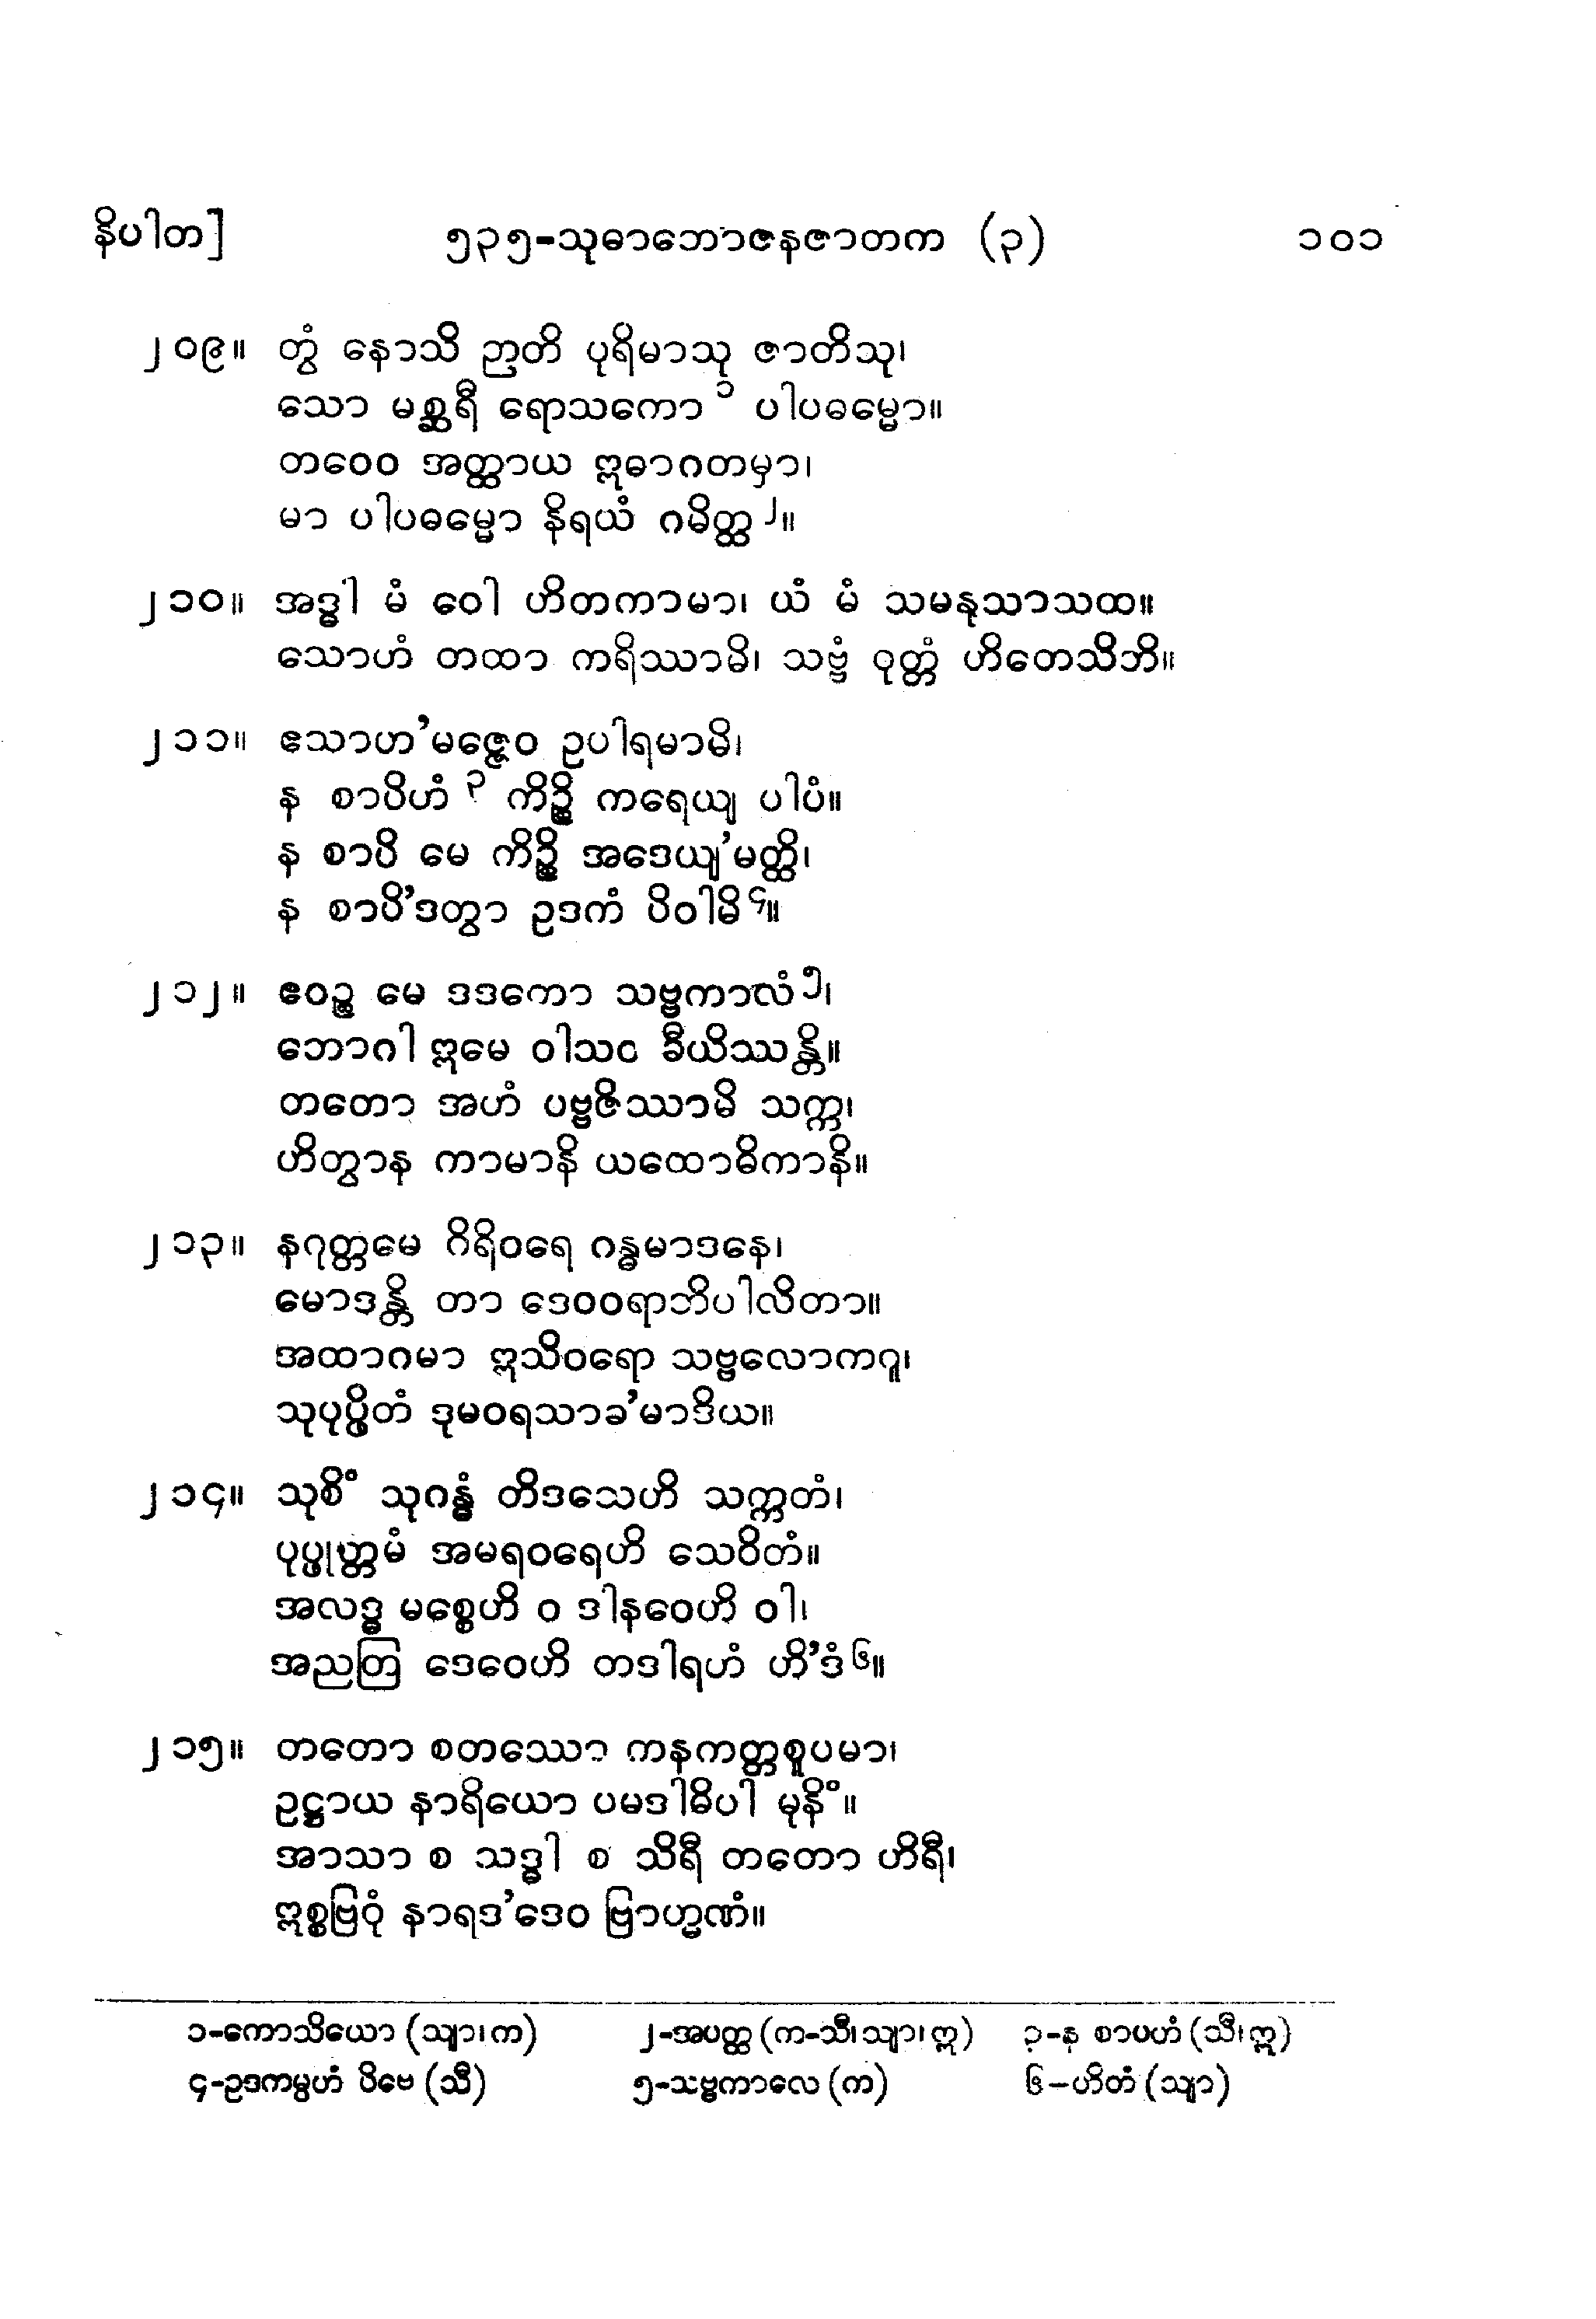 နိပါတ]	၅၃၅-သုဓာဘောဇနဇာတက (၃)	၁၀၁
၂၀၉။ တွံ နောသိ ဉာတိ ပုရိမာသု ဇာတိသု၊
သော မစ္ဆရီ ရောသကော ၁ ပါပဓမ္မော။
တဝေဝ အတ္ထာယ ဣဓာဂတမှာ၊
မာ ပါပဓမ္မော နိရယံ ဂမိတ္ထ ၂။
၂၁၀။ အဒ္ဓါ မံ ဝေါ ဟိတကာမာ၊ ယံ မံ သမနုသာသထ။
သောဟံ တထာ ကရိဿာမိ၊ သဗ္ဗံ ဝုတ္တံ ဟိတေသိဘိ။
၂၁၁။ ဧသာဟ’မဇ္ဇေဝ ဥပါရမာမိ၊
န စာပိဟံ ၃ ကိဉ္စိ ကရေယျ ပါပံ။
န စာပိ မေ ကိဉ္စိ အဒေယျ’မတ္ထိ၊
န စာပိ’ဒတွာ ဥဒကံ ပိဝါမိ ၄။
၂၁၂။ ဧဝဉ္စ မေ ဒဒကော သဗ္ဗကာလံ ၅၊
ဘောဂါ ဣမေ ဝါသဝ ခီယိဿန္တိ။
တတော အဟံ ပဗ္ဗဇိဿာမိ သက္က၊
ဟိတွာန ကာမာနိ ယထောဓိကာနိ။
၂၁၃။ နဂုတ္တမေ ဂိရိဝရေ ဂန္ဓမာဒနေ၊
မောဒန္တိ တာ ဒေဝဝရာဘိပါလိတာ။
အထာဂမာ ဣသိဝရော သဗ္ဗလောကဂူ၊
သုပုပ္ဖိတံ ဒုမဝရသာခ’မာဒိယ။
၂၁၄။ သုစိံ သုဂန္ဓံ တိဒသေဟိ သက္ကတံ၊
ပုပ္ဖုတ္တမံ အမရဝရေဟိ သေဝိတံ။
အလဒ္ဓ မစ္စေဟိ ဝ ဒါနဝေဟိ ဝါ၊
အညတြ ဒေဝေဟိ တဒါရဟံ ဟိ’ဒံ ၆။
၂၁၅။ တတော စတဿော ကနကတ္တစူပမာ၊
ဥဋ္ဌာယ နာရိယော ပမဒါဓိပါ မုနိံ။
အာသာ စ သဒ္ဓါ စ သိရီ တတော ဟိရီ၊
ဣစ္စဗြဝုံ နာရဒ’ဒေဝ ဗြာဟ္မဏံ။
၁-ကောသိယော (သျာ၊က)	၂-အပတ္ထ (က-သီ၊သျာ၊ဣ)	၃-န စာပဟံ (သီ၊ဣ)
၄-ဥဒကမ္ပဟံ ပိဗေ (သီ)	၅-သဗ္ဗကာလေ (က)	၆-ဟိတံ (သျာ)